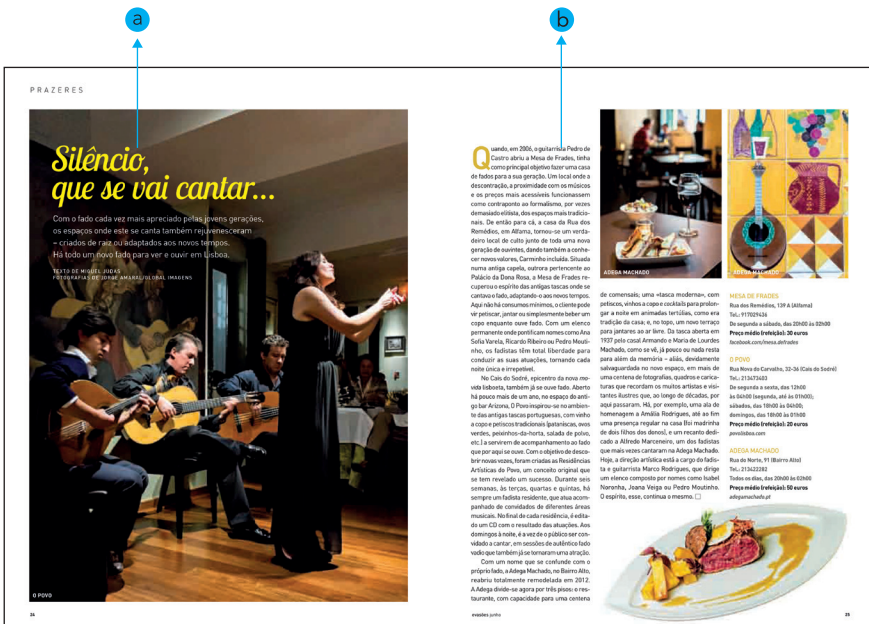 a
b
PRAZERES
Silêncio,
que se vai cantar...
Com o fado cada vez mais apreciado pelas jovens gerações,
os espaços onde este se canta também rejuvenesceram
– criados de raiz ou adaptados aos novos tempos.
Há todo um novo fado para ver e ouvir em Lisboa.
TEXTO DE MIGUEL JUDAS
FOTOGRAFIAS DE JORGE AMARAL/GLOBAL IMAGENS
O POVO
34
Quando, em 2006, o guitarrista Pedro de
Castro abriu a Mesa de Frades, tinha
como principal objetivo fazer uma casa
de fados para a sua geração. Um local onde a
descontração, a proximidade com os músicos
e os preços mais acessíveis funcionassem
como contraponto ao formalismo, por vezes
demasiado elitista, dos espaços mais tradicio-
nais. De então para cá, a casa da Rua dos
Remédios, em Alfama, tornou-se um verda-
deiro local de culto junto de toda uma nova
geração de ouvintes, dando também a conhe-
cer novos valores, Carminho incluída. Situada
numa antiga capela, outrora pertencente ao
Palácio da Dona Rosa, a Mesa de Frades re-
cuperou o espírito das antigas tascas onde se
cantava o fado, adaptando-o aos novos tempos.
Aqui não há consumos mínimos, o cliente pode
vir petiscar, jantar ou simplesmente beber um
copo enquanto ouve fado. Com um elenco
permanente onde pontificam nomes como Ana
Sofia Varela, Ricardo Ribeiro ou Pedro Mouti-
nho, os fadistas têm total liberdade para
conduzir as suas atuações, tornando cada
noite única e irrepetível.
No Cais do Sodré, epicentro da nova mo-
vida lisboeta, também já se ouve fado. Aberto
há pouco mais de um ano, no espaço do anti-
go bar Arizona, O Povo inspirou-se no ambien-
te das antigas tascas portuguesas, com vinho
a copo e petiscos tradicionais (pataniscas, ovos
verdes, peixinhos-da-horta, salada de polvo,
etc.) a servirem de acompanhamento ao fado
que por aqui se ouve. Com o objetivo de desco-
brir novas vozes, foram criadas as Residências
Artísticas do Povo, um conceito original que
se tem revelado um sucesso. Durante seis
semanas, às terças, quartas e quintas, há
sempre um fadista residente, que atua acom-
panhado de convidados de diferentes áreas
musicais. No final de cada residência, é edita-
do um CD com o resultado das atuações. Aos
domingos à noite, é a vez de o público ser con-
vidado a cantar, em sessões de autêntico fado
vadio que também já se tornaram uma atração.
Com um nome que se confunde com o
próprio fado, a Adega Machado, no Bairro Alto,
reabriu totalmente remodelada em 2012.
A Adega divide-se agora por três pisos: o res-
taurante, com capacidade para uma centena
ADEGA MACHADO
ADEGA MACHADO
de comensais; uma «tasca moderna», com
petiscos, vinhos a copo e cocktails para prolon-
gar a noite em animadas tertúlias, como era
tradição da casa; e, no topo, um novo terraço
para jantares ao ar livre. Da tasca aberta em
1937 pelo casal Armando e Maria de Lourdes
Machado, como se vê, já pouco ou nada resta
para além da memória – aliás, devidamente
salvaguardada no novo espaço, em mais de
uma centena de fotografias, quadros e carica-
turas que recordam os muitos artistas e visi-
tantes ilustres que, ao longo de décadas, por
aqui passaram. Há, por exemplo, uma ala de
homenagem a Amália Rodrigues, até ao fim
uma presença regular na casa (foi madrinha
de dois filhos dos donos), e um recanto dedi-
cado a Alfredo Marceneiro, um dos fadistas
que mais vezes cantaram na Adega Machado.
Hoje, a direção artística está a cargo do fadis-
ta e guitarrista Marco Rodrigues, que dirige
um elenco composto por nomes como Isabel
Noronha, Joana Veiga ou Pedro Moutinho.
O espírito, esse, continua o mesmo.
MESA DE FRADES
Rua dos Remédios, 139 A (Alfama)
Tel.: 917029436
De segunda a sábado, das 20h00 às 02h00
Preço médio (refeição): 30 euros
facebook.com/mesa.defrades
O POVO
Rua Nova do Carvalho, 32-36 (Cais do Sodré)
Tel.: 213473403
De segunda a sexta, das 12h00
às 04h00 (segunda, até às 01h00);
sábados, das 18h00 às 04h00;
domingos, das 18h00 às 01h00
Preço médio (refeição): 20 euros
povolisboa.com
ADEGA MACHADO
Rua do Norte, 91 (Bairro Alto)
Tel.: 213422282
Todos os dias, das 20h00 às 02h00
Preço médio (refeição): 50 euros
adegamachado.pt
evasões junho
35